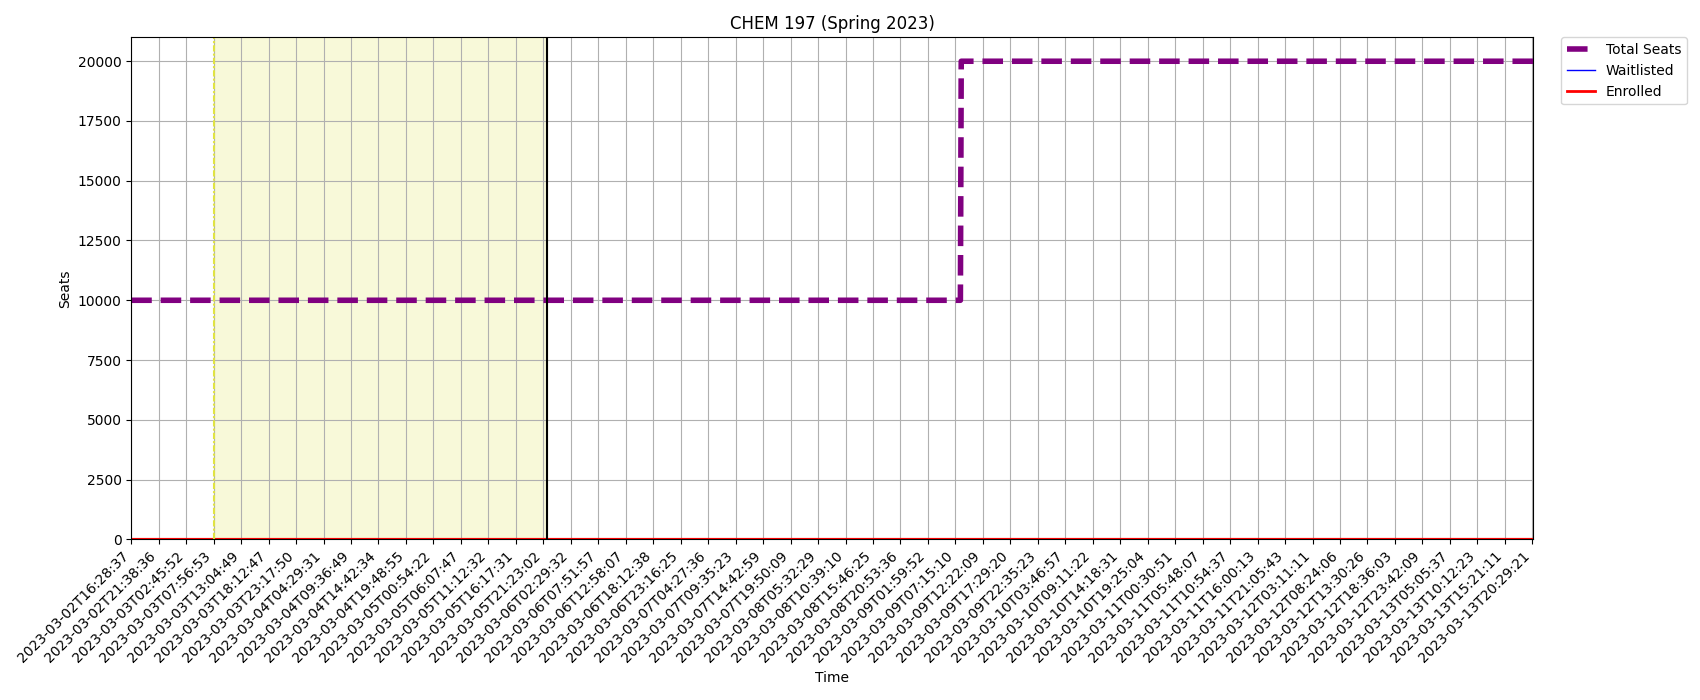 CHEM 197 (Spring 2023)
Total Seats
Waitlisted
Enrolled
Seats
20000
17500
15000
12500
10000
7500
5000
2500
0
2023-03-02T16:28:37
2023-03-02T21:38:36
2023-03-03T02:45:52
2023-03-03T07:56:53
2023-03-03T13:04:49
2023-03-03T18:12:47
2023-03-03T23:17:50
2023-03-04T04:29:31
2023-03-04T09:36:49
2023-03-04T14:42:34
2023-03-04T19:48:55
2023-03-05T00:54:22
2023-03-05T06:07:47
2023-03-05T11:12:32
2023-03-05T16:17:31
2023-03-05T21:23:02
2023-03-06T02:29:32
2023-03-06T07:51:57
2023-03-06T12:58:07
2023-03-06T18:12:38
2023-03-06T23:16:25
2023-03-07T04:27:36
2023-03-07T09:35:23
2023-03-07T14:42:59
2023-03-07T19:50:09
2023-03-08T05:32:29
2023-03-08T10:39:10
2023-03-08T15:46:25
2023-03-08T20:53:36
2023-03-09T01:59:52
2023-03-09T07:15:10
2023-03-09T12:22:09
2023-03-09T17:29:20
2023-03-09T22:35:23
2023-03-10T03:46:57
2023-03-10T09:11:22
2023-03-10T14:18:31
2023-03-10T19:25:04
2023-03-11T00:30:51
2023-03-11T05:48:07
2023-03-11T10:54:37
2023-03-11T16:00:13
2023-03-11T21:05:43
2023-03-12T03:11:11
2023-03-12T08:24:06
2023-03-12T13:30:26
2023-03-12T18:36:03
2023-03-12T23:42:09
2023-03-13T05:05:37
2023-03-13T10:12:23
2023-03-13T15:21:11
2023-03-13T20:29:21
Time